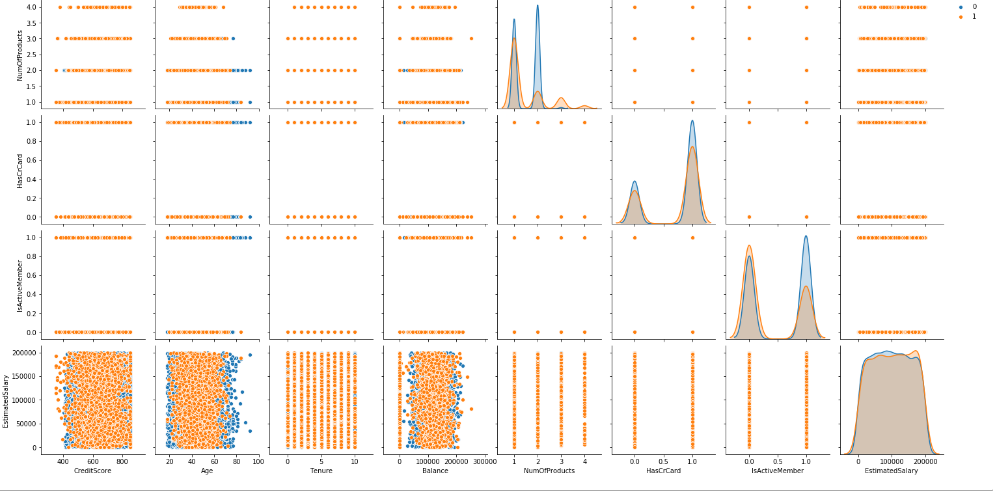 4.0
0
3.5
1
3.0
2.5
2.0
1.5
1.0
NumOfProducts
1.0
0.8
0.6
0.4
0.2
0.0
HasCrCard
1.0
0.8
0.6
0.4
0.2
0.0
IsActiveMember
200000
150000
100000
50000
0
EstimatedSalary
400 600 800
CreditScore
20 40 60 80 100
Age
0 5 10
Tenure
0 100000 200000 300000
Balance
1 2 3 4
NumOfProducts
0.0 0.5 1.0
HasCrCard
0.0 0.5 1.0
IsActiveMember
0 100000 200000
EstimatedSalary